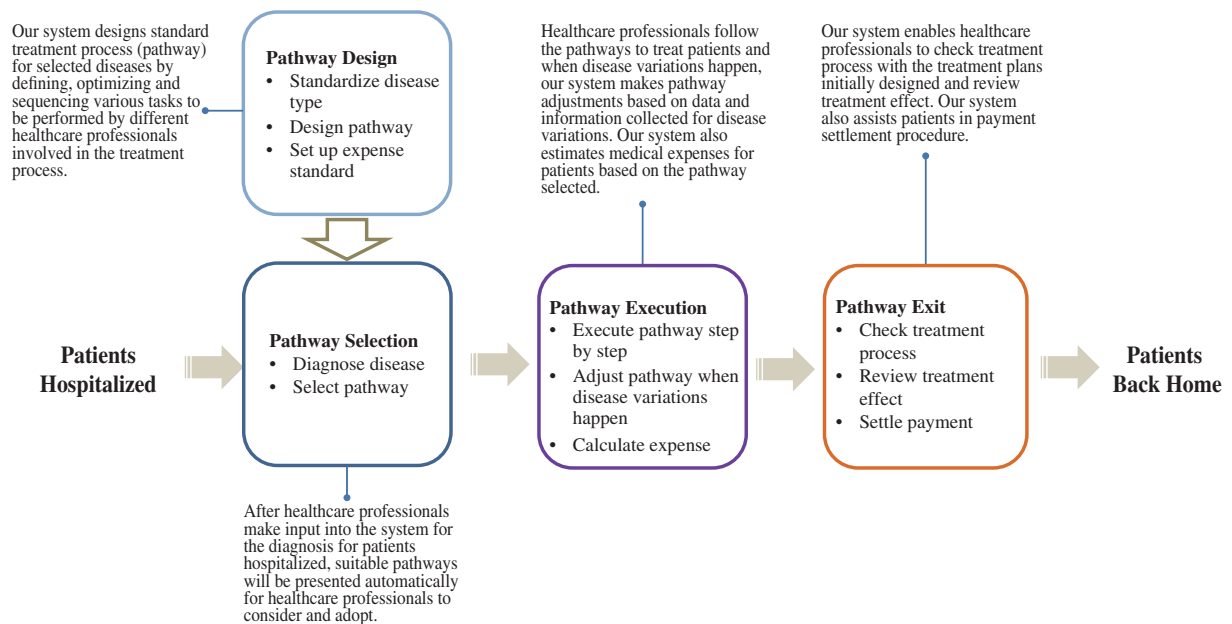 Our system designs standard
treatment process (pathway)
for selected diseases by
defining, optimizing and
sequencing various tasks to
be performed by different
healthcare professionals
involved in the treatment
process.
Pathway Design
• Standardize disease
type
• Design pathway
• Set up expense
standard
Healthcare professionals follow
the pathways to treat patients and
when disease variations happen,
our system makes pathway
adjustments based on data and
information collected for disease
variations. Our system also
estimates medical expenses for
patients based on the pathway
selected.
Our system enables healthcare
professionals to check treatment
process with the treatment plans
initially designed and review
treatment effect. Our system
also assists patients in payment
settlement procedure.
Patients
Hospitalized
Pathway Selection
• Diagnose disease
• Select pathway
Pathway Execution
• Execute pathway step
by step
• Adjust pathway when
disease variations
happen
• Calculate expense
Pathway Exit
• Check treatment
process
• Review treatment
effect
• Settle payment
Patients
Back Home
After healthcare professionals
make input into the system for
the diagnosis for patients
hospitalized, suitable pathways
will be presented automatically
for healthcare professionals to
consider and adopt.